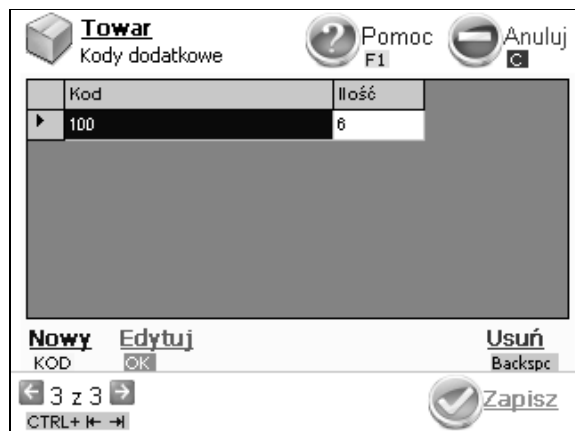 Towar
Kody dodatkowe
Pomoc
F1
Anuluj
C
Kod Ilość
100 6
Nowy Edytuj Usuń
KOD OK Backspc
3 z 3
CTRL+
Zapisz